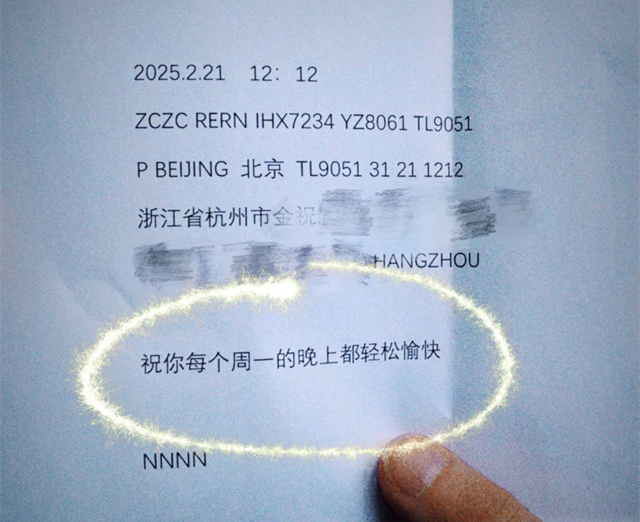 2025.2.21 12：12
ZCZC RERN IHX7234 YZ8061 TL9051
P BEIJING 北京 TL9051 31 21 1212
浙江省杭州市金祝
HANGZHOU
祝你每个周一的晚上都轻松愉快
NNNN